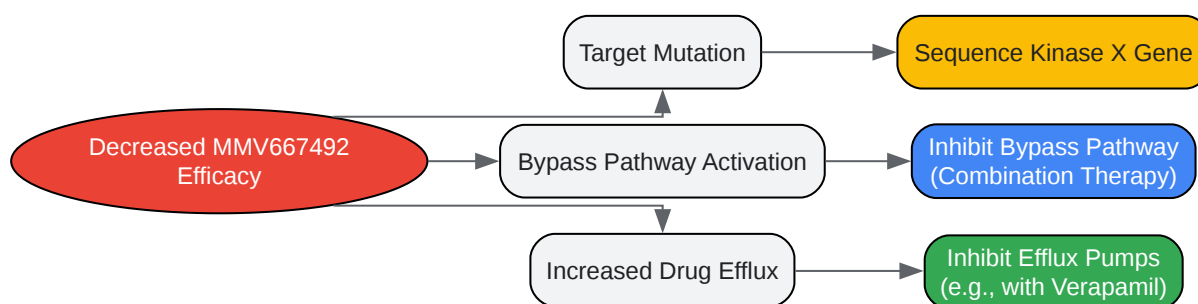 Target Mutation
Sequence Kinase X Gene
Decreased MMV667492
Efficacy
Bypass Pathway Activation
Inhibit Bypass Pathway
(Combination Therapy)
Increased Drug Efflux
Inhibit Efflux Pumps
(e.g., with Verapamil)